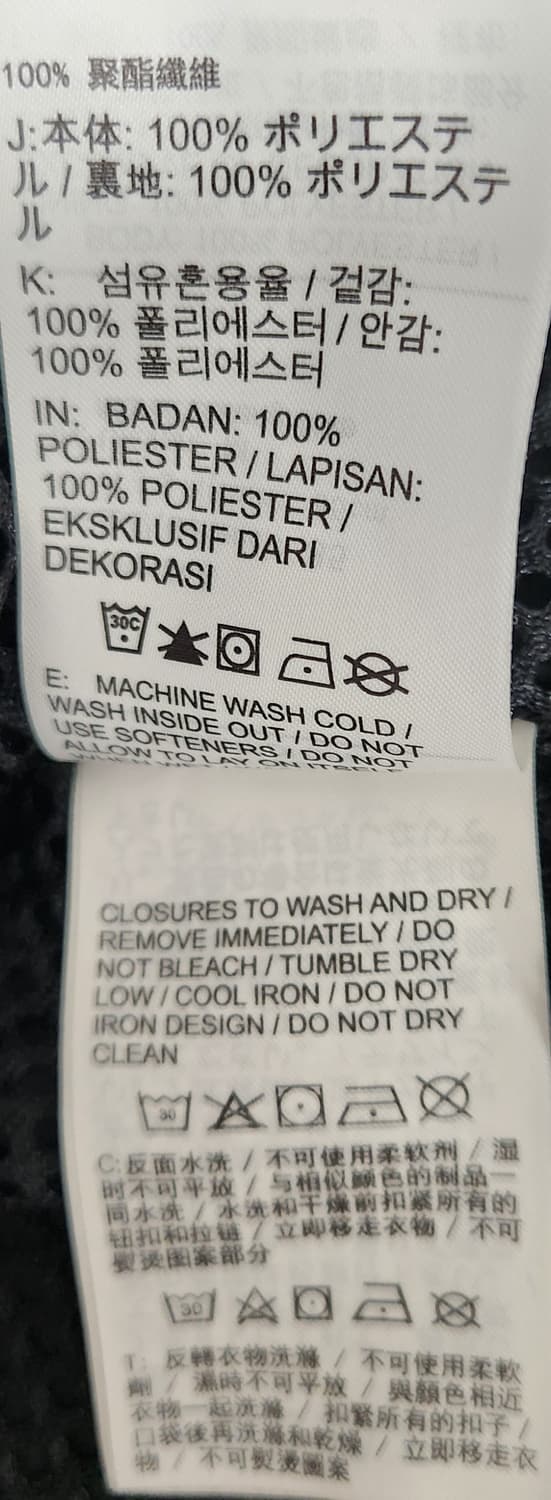 100% 聚酯纖維
J:本体: 100% ポリエステ
ル / 裏地: 100% ポリエステ
ル
K: 섬유혼용율 / 겉감:
100% 폴리에스터 / 안감:
100% 폴리에스터
IN: BADAN: 100%
POLIESTER / LAPISAN:
100% POLIESTER /
EKSKLUSIF DARI
DEKORASI
30C
E: MACHINE WASH COLD /
WASH INSIDE OUT / DO NOT
USE SOFTENERS / DO NOT
ALLOW TO LAY ON ITSELF
CLOSURES TO WASH AND DRY /
REMOVE IMMEDIATELY / DO
NOT BLEACH / TUMBLE DRY
LOW / COOL IRON / DO NOT
IRON DESIGN / DO NOT DRY
CLEAN
30
C:反面水洗 / 不可使用柔软剂 / 湿
时不可平放 / 与相似颜色的制品一
同水洗 / 水洗和干燥前扣紧所有的
钮扣和拉链 / 立即移走衣物 / 不可
熨烫图案部分
30
T: 反轉衣物洗滌 / 不可使用柔軟
劑 / 濕時不可平放 / 與顏色相近
衣物一起洗滌 / 扣緊所有的扣子 /
口袋後再洗滌和乾燥 / 立即移走衣
物 / 不可熨燙圖案